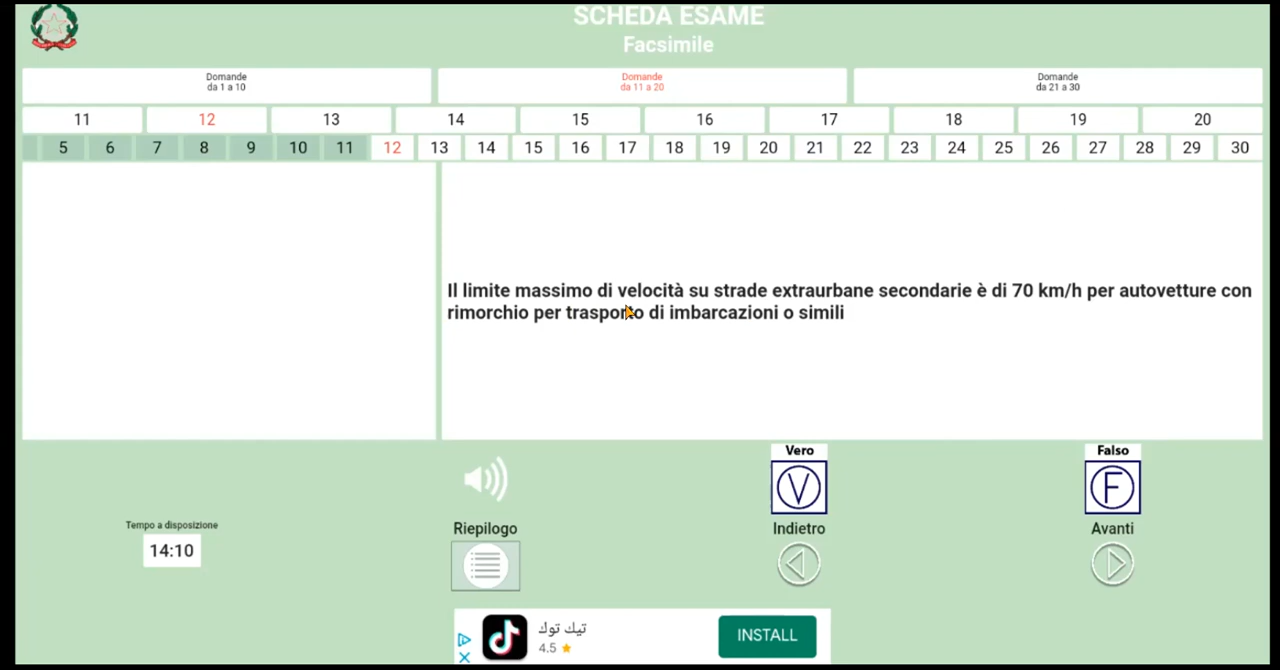 SCHEDA ESAME
Facsimile
Domande
da 1 a 10
Domande
da 11 a 20
Domande
da 21 a 30
11 12 13 14 15 16 17 18 19 20
5 6 7 8 9 10 11 12 13 14 15 16 17 18 19 20 21 22 23 24 25 26 27 28 29 30
Il limite massimo di velocità su strade extraurbane secondarie è di 70 km/h per autovetture con
rimorchio per trasporto di imbarcazioni o simili
Vero
V
Falso
F
Tempo a disposizione
14:10
Riepilogo
Indietro
Avanti
تيك توك
4.5
INSTALL